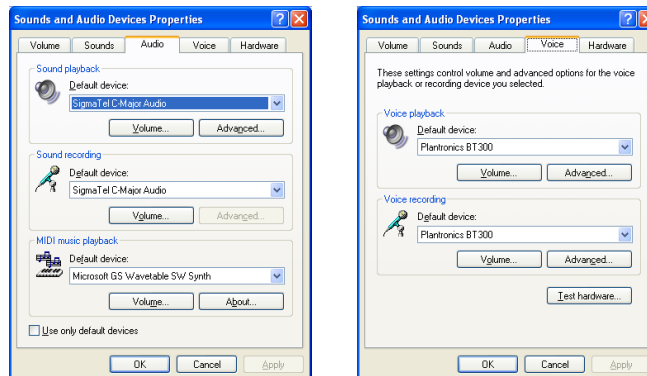 Sounds and Audio Devices Properties
Volume Sounds Audio Voice Hardware
Sound playback
Default device:
SigmaTel C-Major Audio
Volume... Advanced...
Sound recording
Default device:
SigmaTel C-Major Audio
Volume... Advanced...
MIDI music playback
Default device:
Microsoft GS Wavetable SW Synth
Volume... About...
Use only default devices
OK Cancel Apply
Sounds and Audio Devices Properties
Volume Sounds Audio Voice Hardware
These settings control volume and advanced options for the voice
playback or recording device you selected.
Voice playback
Default device:
Plantronics BT300
Volume... Advanced...
Voice recording
Default device:
Plantronics BT300
Volume... Advanced...
Test hardware...
OK Cancel Apply